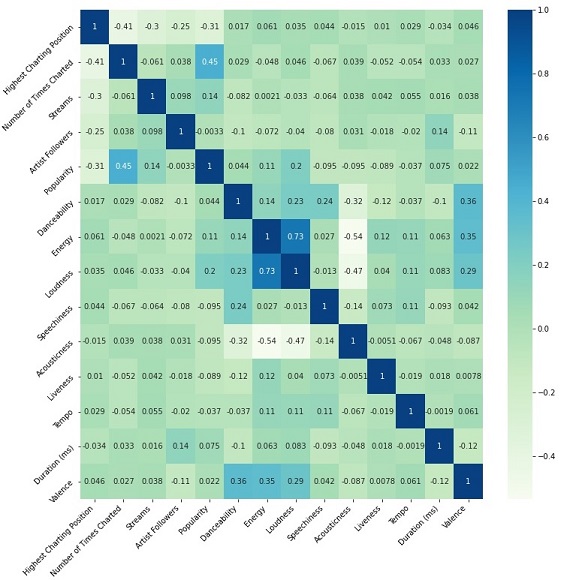 Highest Charting Position 1 -0.41 -0.3 -0.25 -0.31 0.017 0.061 0.035 0.044 -0.015 0.01 0.029 -0.034 0.046
Number of Times Charted -0.41 1 -0.061 0.038 0.45 0.029 -0.048 0.046 -0.067 0.039 -0.052 -0.054 0.033 0.027
Streams -0.3 -0.061 1 0.098 0.14 -0.082 0.0021 -0.033 -0.064 0.038 0.042 0.055 0.016 0.038
Artist Followers -0.25 0.038 0.098 1 -0.0033 -0.1 -0.072 -0.04 -0.08 0.031 -0.018 -0.02 0.14 -0.11
Popularity -0.31 0.45 0.14 -0.0033 1 0.044 0.11 0.2 -0.095 -0.095 -0.089 -0.037 0.075 0.022
Danceability 0.017 0.029 -0.082 -0.1 0.044 1 0.14 0.23 0.24 -0.32 -0.12 -0.037 -0.1 0.36
Energy 0.061 -0.048 0.0021 -0.072 0.11 0.14 1 0.73 0.027 -0.54 0.12 0.11 0.063 0.35
Loudness 0.035 0.046 -0.033 -0.04 0.2 0.23 0.73 1 -0.013 -0.47 0.04 0.11 0.083 0.29
Speechiness 0.044 -0.067 -0.064 -0.08 -0.095 0.24 0.027 -0.013 1 -0.14 0.073 0.11 -0.093 0.042
Acousticness -0.015 0.039 0.038 0.031 -0.095 -0.32 -0.54 -0.47 -0.14 1 -0.0051 -0.067 -0.048 -0.087
Liveness 0.01 -0.052 0.042 -0.018 -0.089 -0.12 0.12 0.04 0.073 -0.0051 1 -0.019 0.018 0.0078
Tempo 0.029 -0.054 0.055 -0.02 -0.037 -0.037 0.11 0.11 0.11 -0.067 -0.019 1 -0.0019 0.061
Duration (ms) -0.034 0.033 0.016 0.14 0.075 -0.1 0.063 0.083 -0.093 -0.048 0.018 -0.0019 1 -0.12
Valence 0.046 0.027 0.038 -0.11 0.022 0.36 0.35 0.29 0.042 -0.087 0.0078 0.061 -0.12 1
Highest Charting Position
Number of Times Charted
Streams
Artist Followers
Popularity
Danceability
Energy
Loudness
Speechiness
Acousticness
Liveness
Tempo
Duration (ms)
Valence
1.0
0.8
0.6
0.4
0.2
0.0
−0.2
−0.4